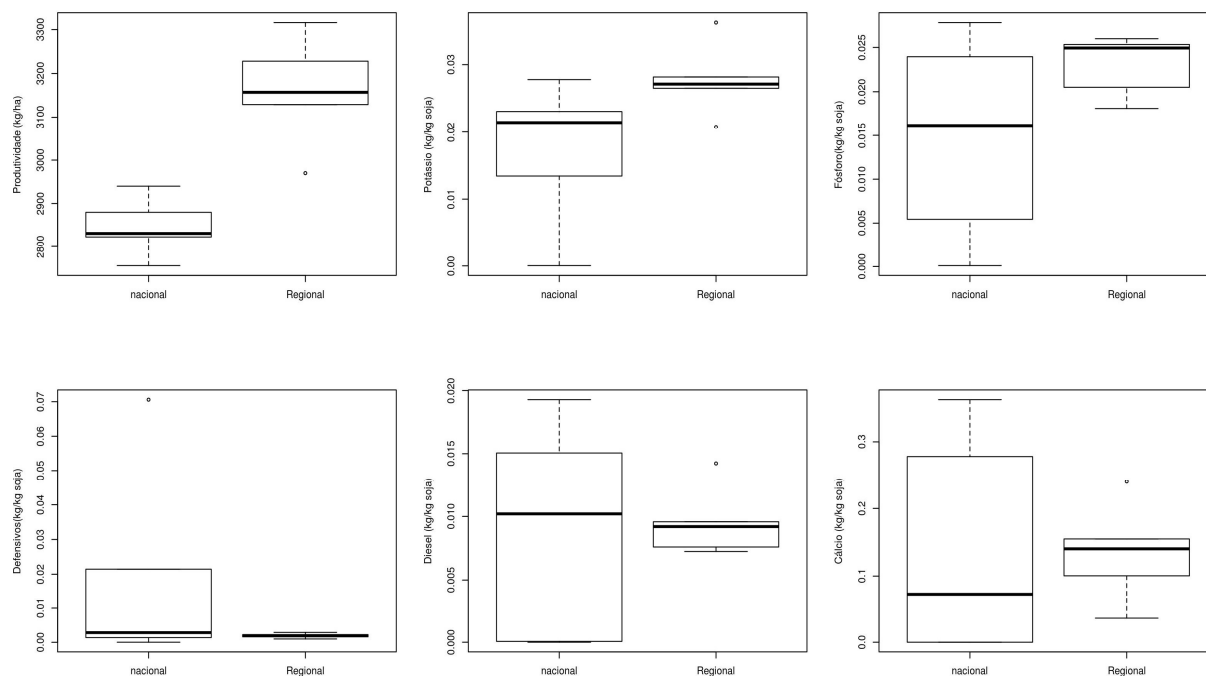 Produtividade (kg/ha)
3300
3200
3100
3000
2900
2800
nacional
Regional
Potássio (kg/kg soja)
0.03
0.02
0.01
0.00
nacional
Regional
Fósforo(kg/kg soja)
0.025
0.020
0.015
0.010
0.005
0.000
nacional
Regional
Defensivos(kg/kg soja)
0.07
0.06
0.05
0.04
0.03
0.02
0.01
0.00
nacional
Regional
Diesel (kg/kg soja)
0.020
0.015
0.010
0.005
0.000
nacional
Regional
Cálcio (kg/kg soja)
0.3
0.2
0.1
0.0
nacional
Regional